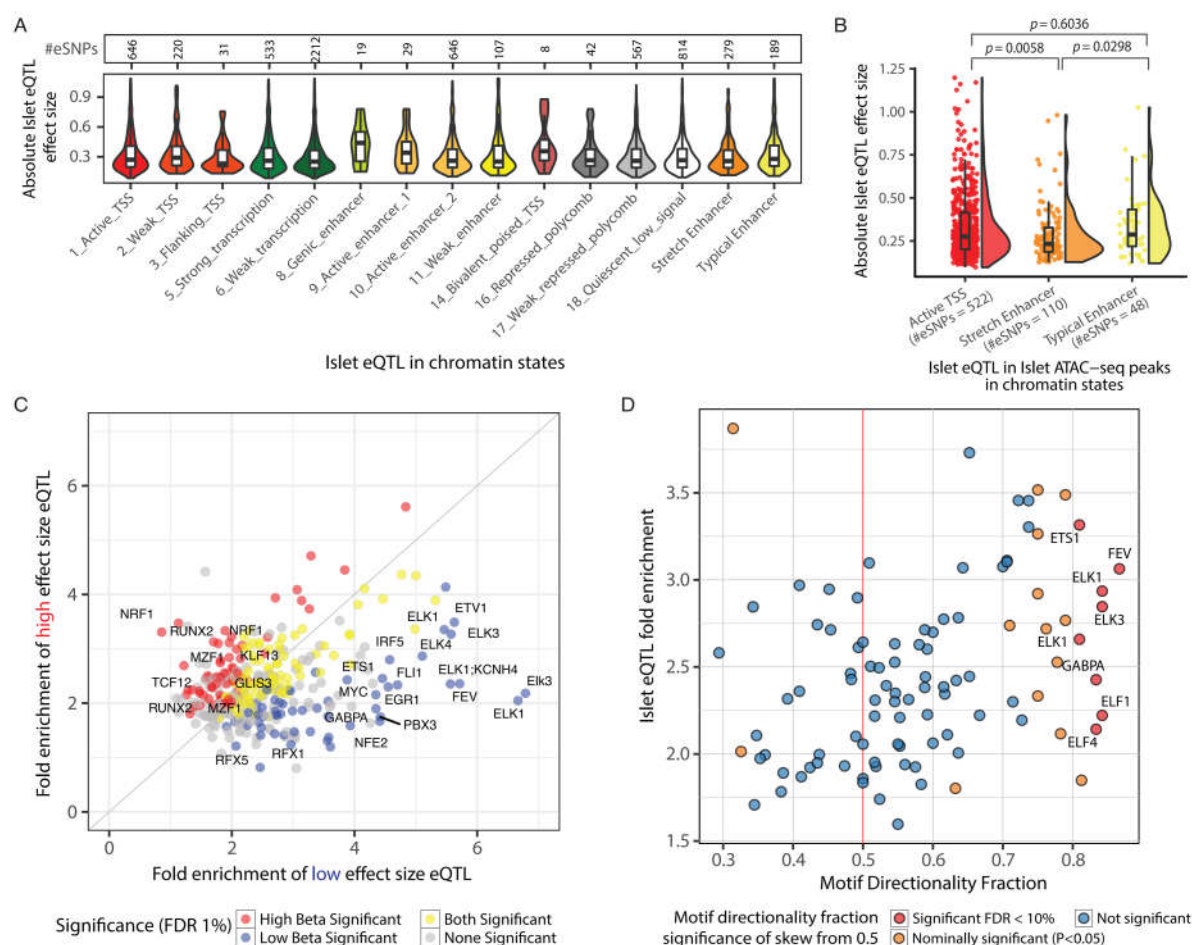 A
#eSNPs
646
220
31
533
2212
19
29
646
107
8
42
567
814
279
189
Absolute Islet eQTL
effect size
0.9
0.6
0.3
1_Active_TSS
2_Weak_TSS
3_Flanking_TSS
5_Strong_transcription
6_Weak_transcription
8_Genic_enhancer
9_Active_enhancer_1
10_Active_enhancer_2
11_Weak_enhancer
14_Bivalent_poised_TSS
16_Repressed_polycomb
17_Weak_repressed_polycomb
18_Quiescent_low_signal
Stretch Enhancer
Typical Enhancer
Islet eQTL in chromatin states
B
p = 0.6036
p = 0.0058
p = 0.0298
Absolute Islet eQTL effect size
1.25
1.00
0.75
0.50
0.25
Active TSS
(#eSNPs = 522)
Stretch Enhancer
(#eSNPs = 110)
Typical Enhancer
(#eSNPs = 48)
Islet eQTL in Islet ATAC-seq peaks
in chromatin states
C
Fold enrichment of high effect size eQTL
6
4
2
0
NRF1
RUNX2
NRF1
MZF1
KLF13
TCF12
GLIS3
RUNX2
MZF1
RFX5
RFX1
ETS1
MYC
GABPA
NFE2
IRF5
FLI1
EGR1
PBX3
ELK1
ETV1
ELK3
ELK4
ELK1;KCNH4
FEV
Elk3
ELK1
0
2
4
6
Fold enrichment of low effect size eQTL
Significance (FDR 1%)
High Beta Significant
Both Significant
Low Beta Significant
None Significant
D
Islet eQTL fold enrichment
3.5
3.0
2.5
2.0
1.5
ETS1
FEV
ELK1
ELK3
ELK1
GABPA
ELF1
ELF4
0.3
0.4
0.5
0.6
0.7
0.8
Motif Directionality Fraction
Motif directionality fraction
significance of skew from 0.5
Significant FDR < 10%
Not significant
Nominally significant (P<0.05)